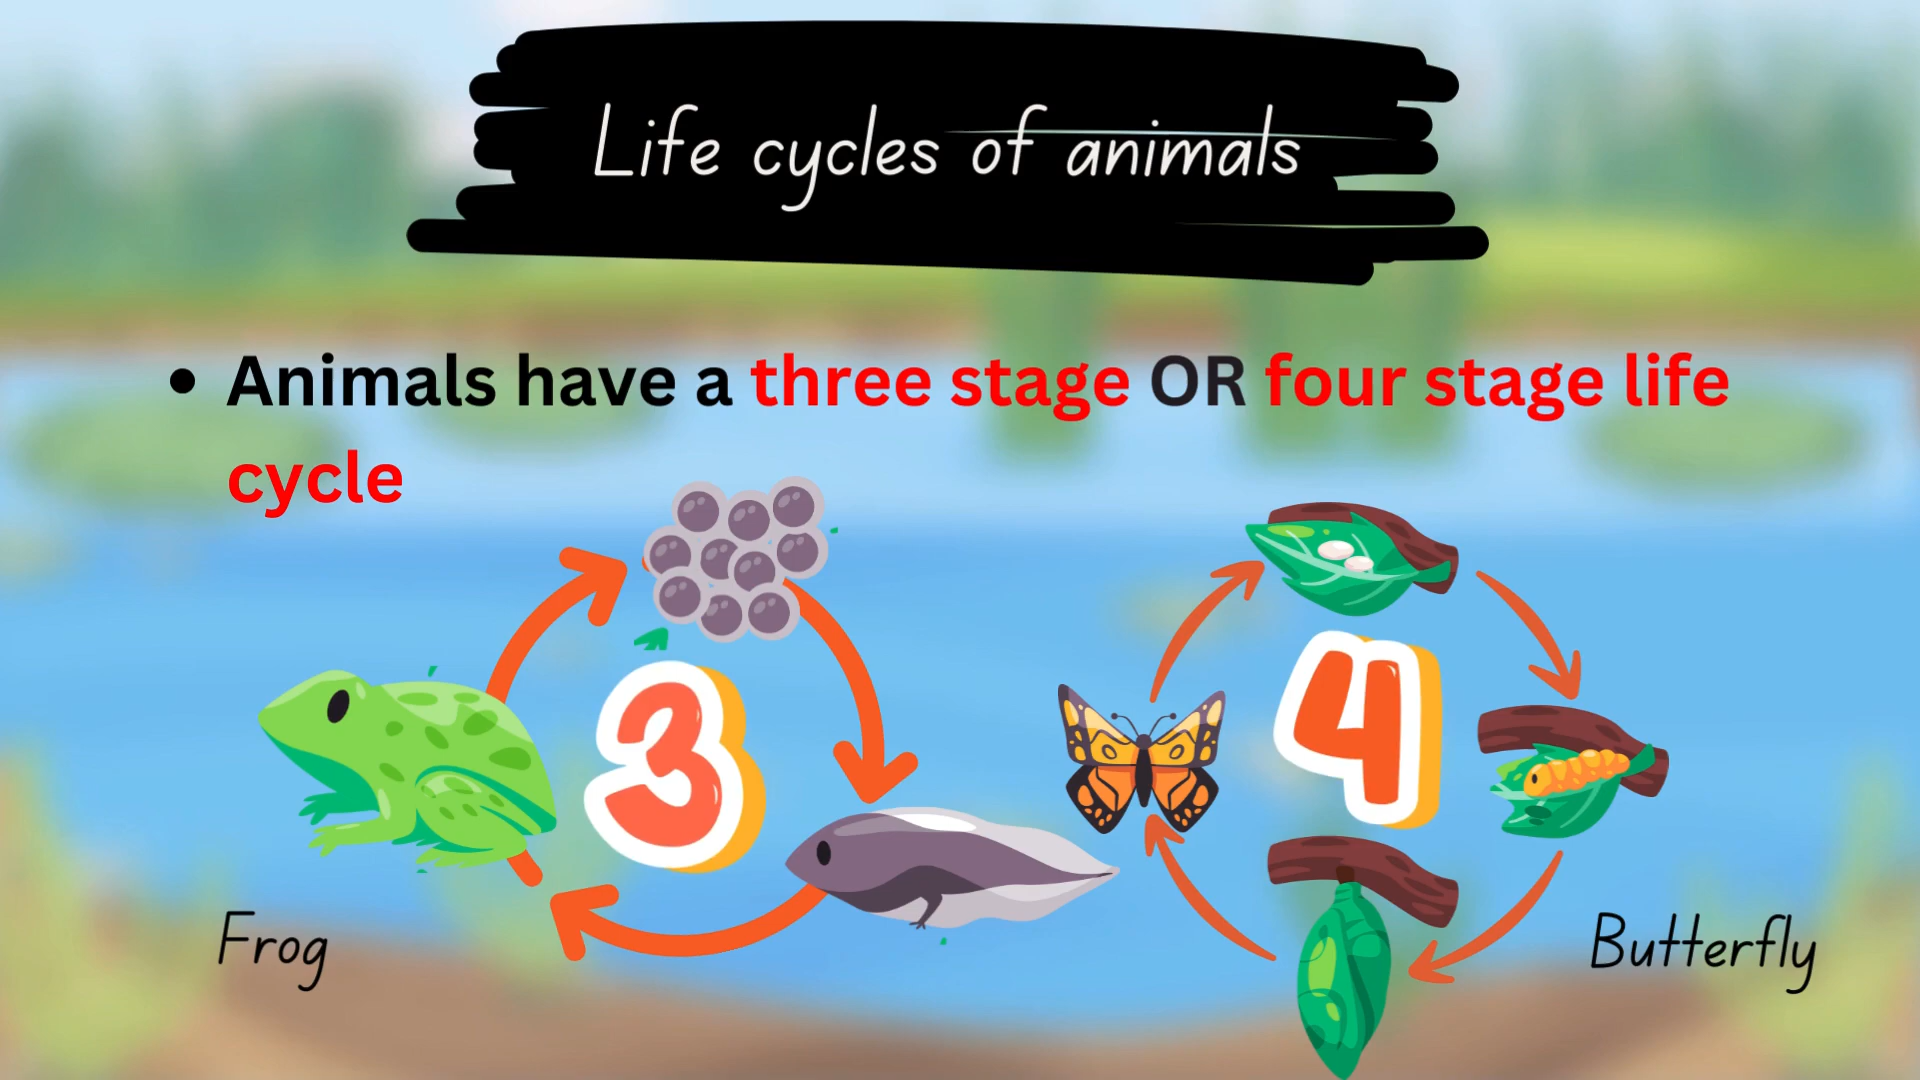 Life cycles of animals
• Animals have a three stage OR four stage life
cycle
3
4
Frog
Butterfly